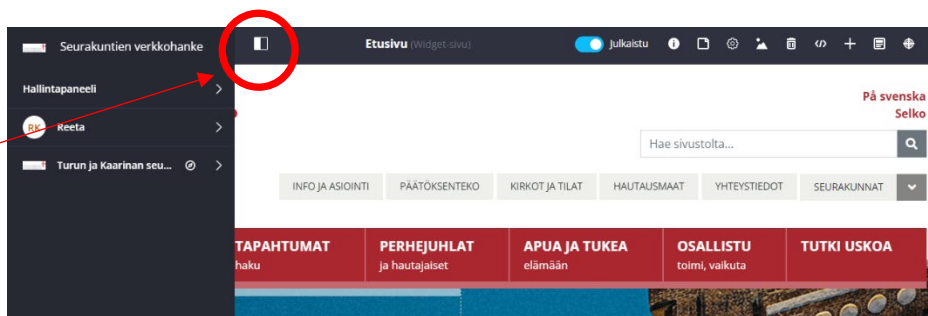 Seurakuntien verkkohanke
Etusivu (Widget-sivu)
Julkaistu
Hallintapaneeli
RK Reeta
Turun ja Kaarinan seu...
På svenska
Selko
Hae sivustolta...
INFO JA ASIOINTI PÄÄTÖKSENTEKO KIRKOT JA TILAT HAUTAUSMAAT YHTEYSTIEDOT SEURAKUNNAT
TAPAHTUMAT PERHEJUHLAT APUA JA TUKEA OSALLISTU TUTKI USKOA
haku ja hautajaiset elämään toimi, vaikuta